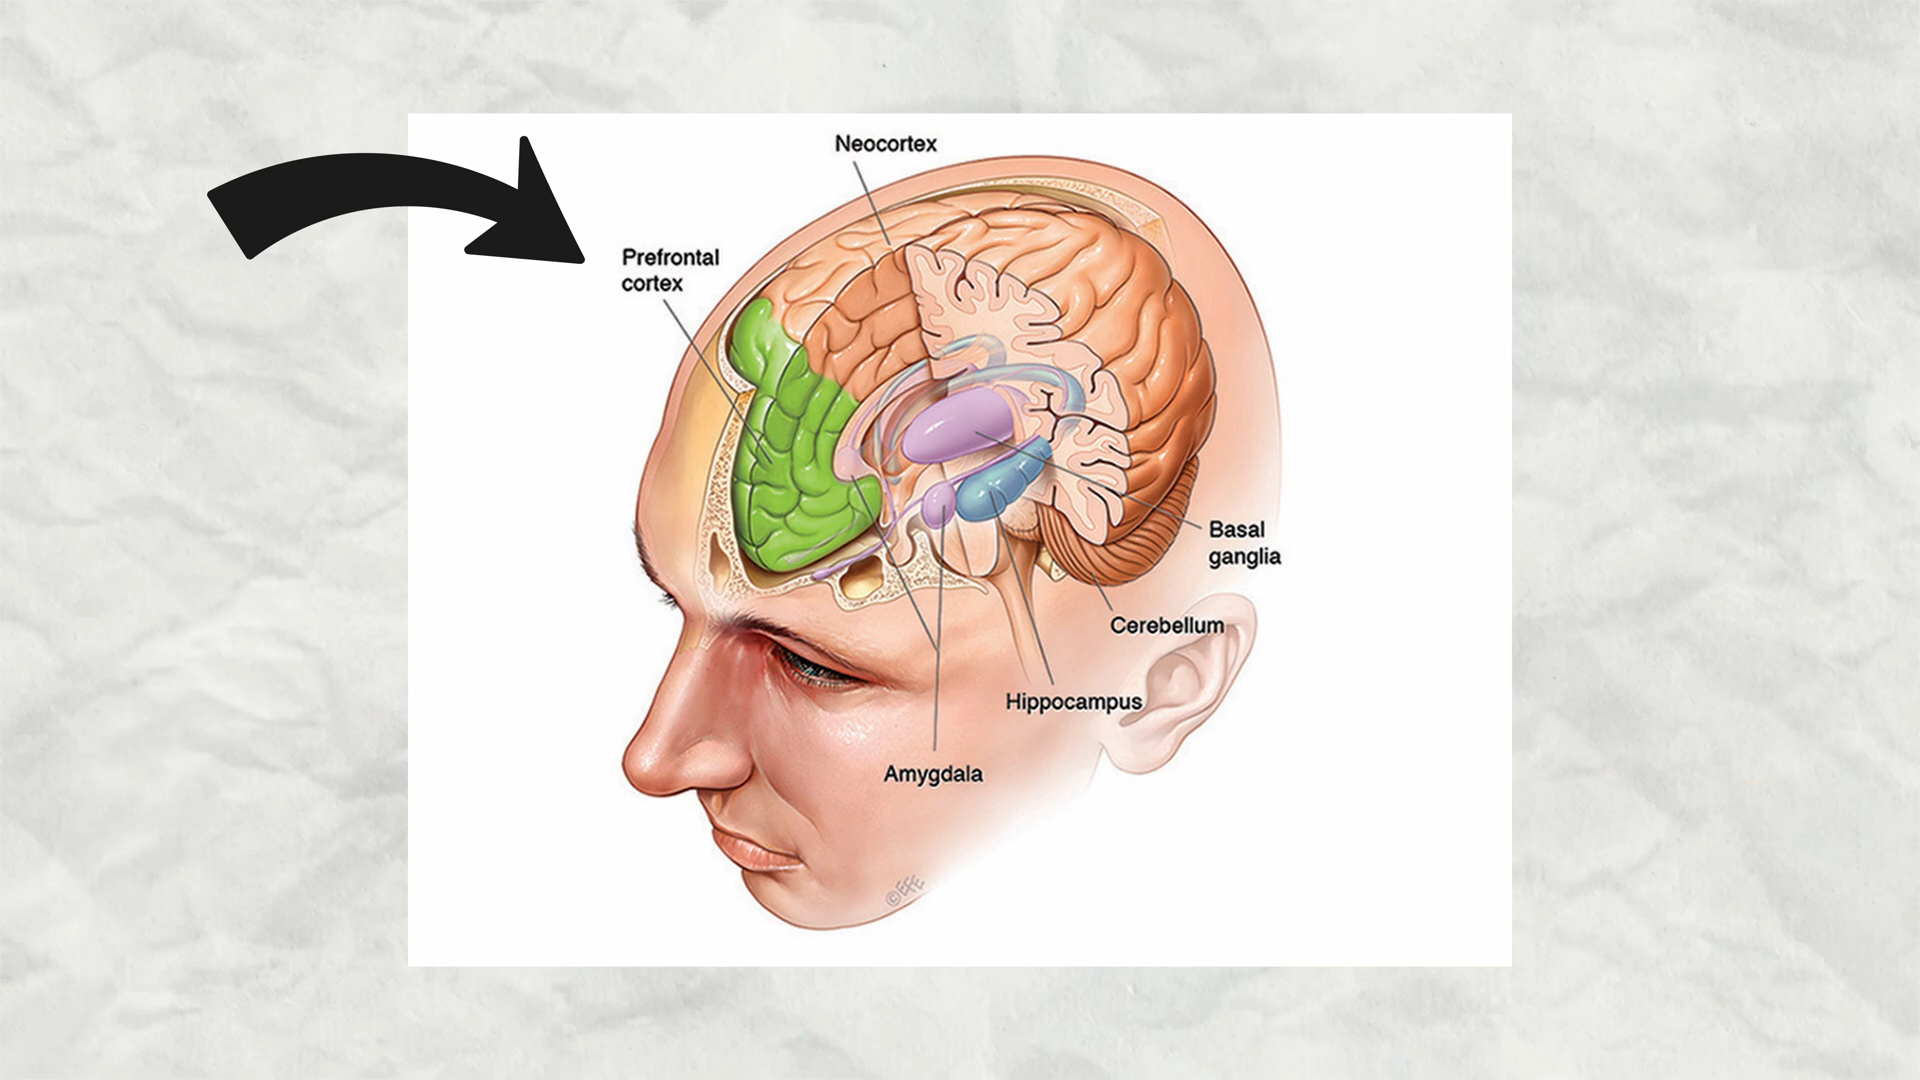 Neocortex
Prefrontal
cortex
Basal
ganglia
Cerebellum
Hippocampus
Amygdala
©EFE